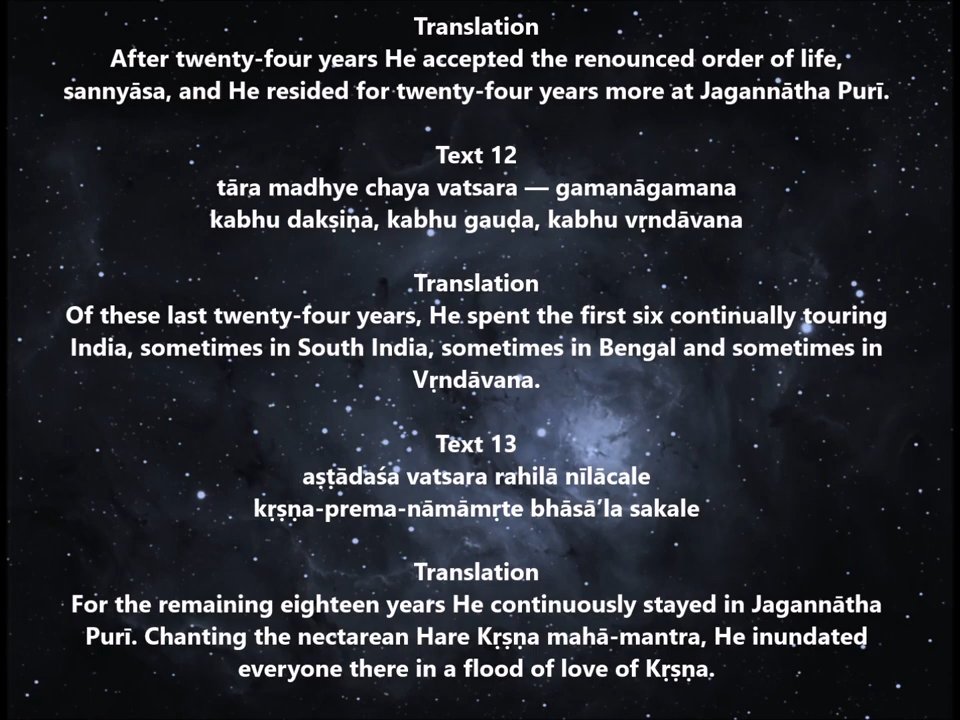 Translation
After twenty-four years He accepted the renounced order of life,
sannyāsa, and He resided for twenty-four years more at Jagannātha Purī.
Text 12
tāra madhye chaya vatsara — gamanāgamana
kabhu dakṣiṇa, kabhu gauḍa, kabhu vṛndāvana
Translation
Of these last twenty-four years, He spent the first six continually touring
India, sometimes in South India, sometimes in Bengal and sometimes in
Vṛndāvana.
Text 13
aṣṭādaśa vatsara rahilā nīlācale
kṛṣṇa-prema-nāmāmṛte bhāsā’la sakale
Translation
For the remaining eighteen years He continuously stayed in Jagannātha
Purī. Chanting the nectarean Hare Kṛṣṇa mahā-mantra, He inundated
everyone there in a flood of love of Kṛṣṇa.